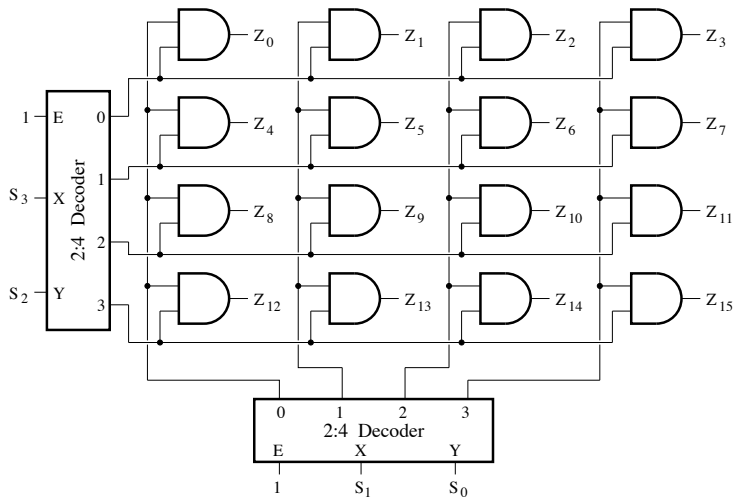 Z0 Z1 Z2 Z3
1 E 0
Z4 Z5 Z6 Z7
1
S3 X
2:4 Decoder
Z8 Z9 Z10 Z11
2
S2 Y
3
Z12 Z13 Z14 Z15
0 1 2 3
2:4 Decoder
E X Y
1 S1 S0